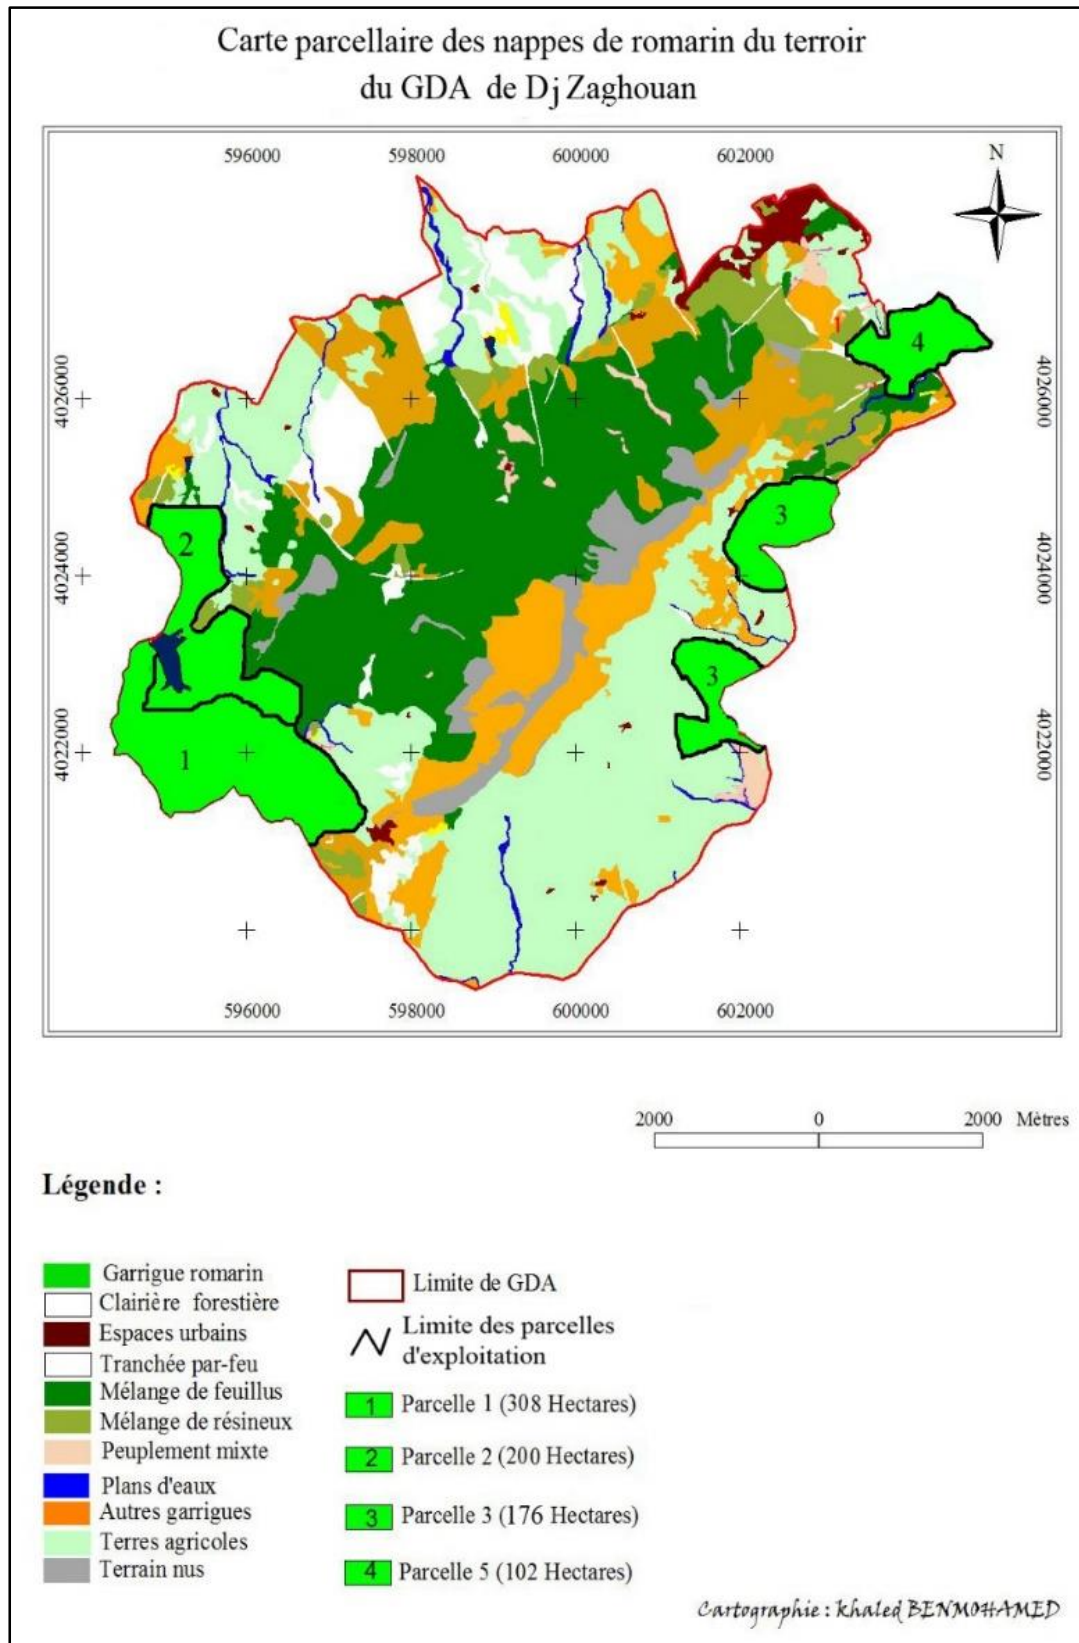 Carte parcellaire des nappes de romarin du terroir
du GDA de Dj Zaghouan
596000 598000 600000 602000
N
4
4026000 4026000
3
2
4024000 4024000
3
4022000 4022000
1
596000 598000 600000 602000
2000 0 2000 Mètres
Légende :
Garrigue romarin
Clairière forestière
Espaces urbains
Tranchée par-feu
Mélange de feuillus
Mélange de résineux
Peuplement mixte
Plans d'eaux
Autres garrigues
Terres agricoles
Terrain nus
Limite de GDA
Limite des parcelles
d'exploitation
1 Parcelle 1 (308 Hectares)
2 Parcelle 2 (200 Hectares)
3 Parcelle 3 (176 Hectares)
4 Parcelle 5 (102 Hectares)
Cartographie : khaled BENMOHAMED